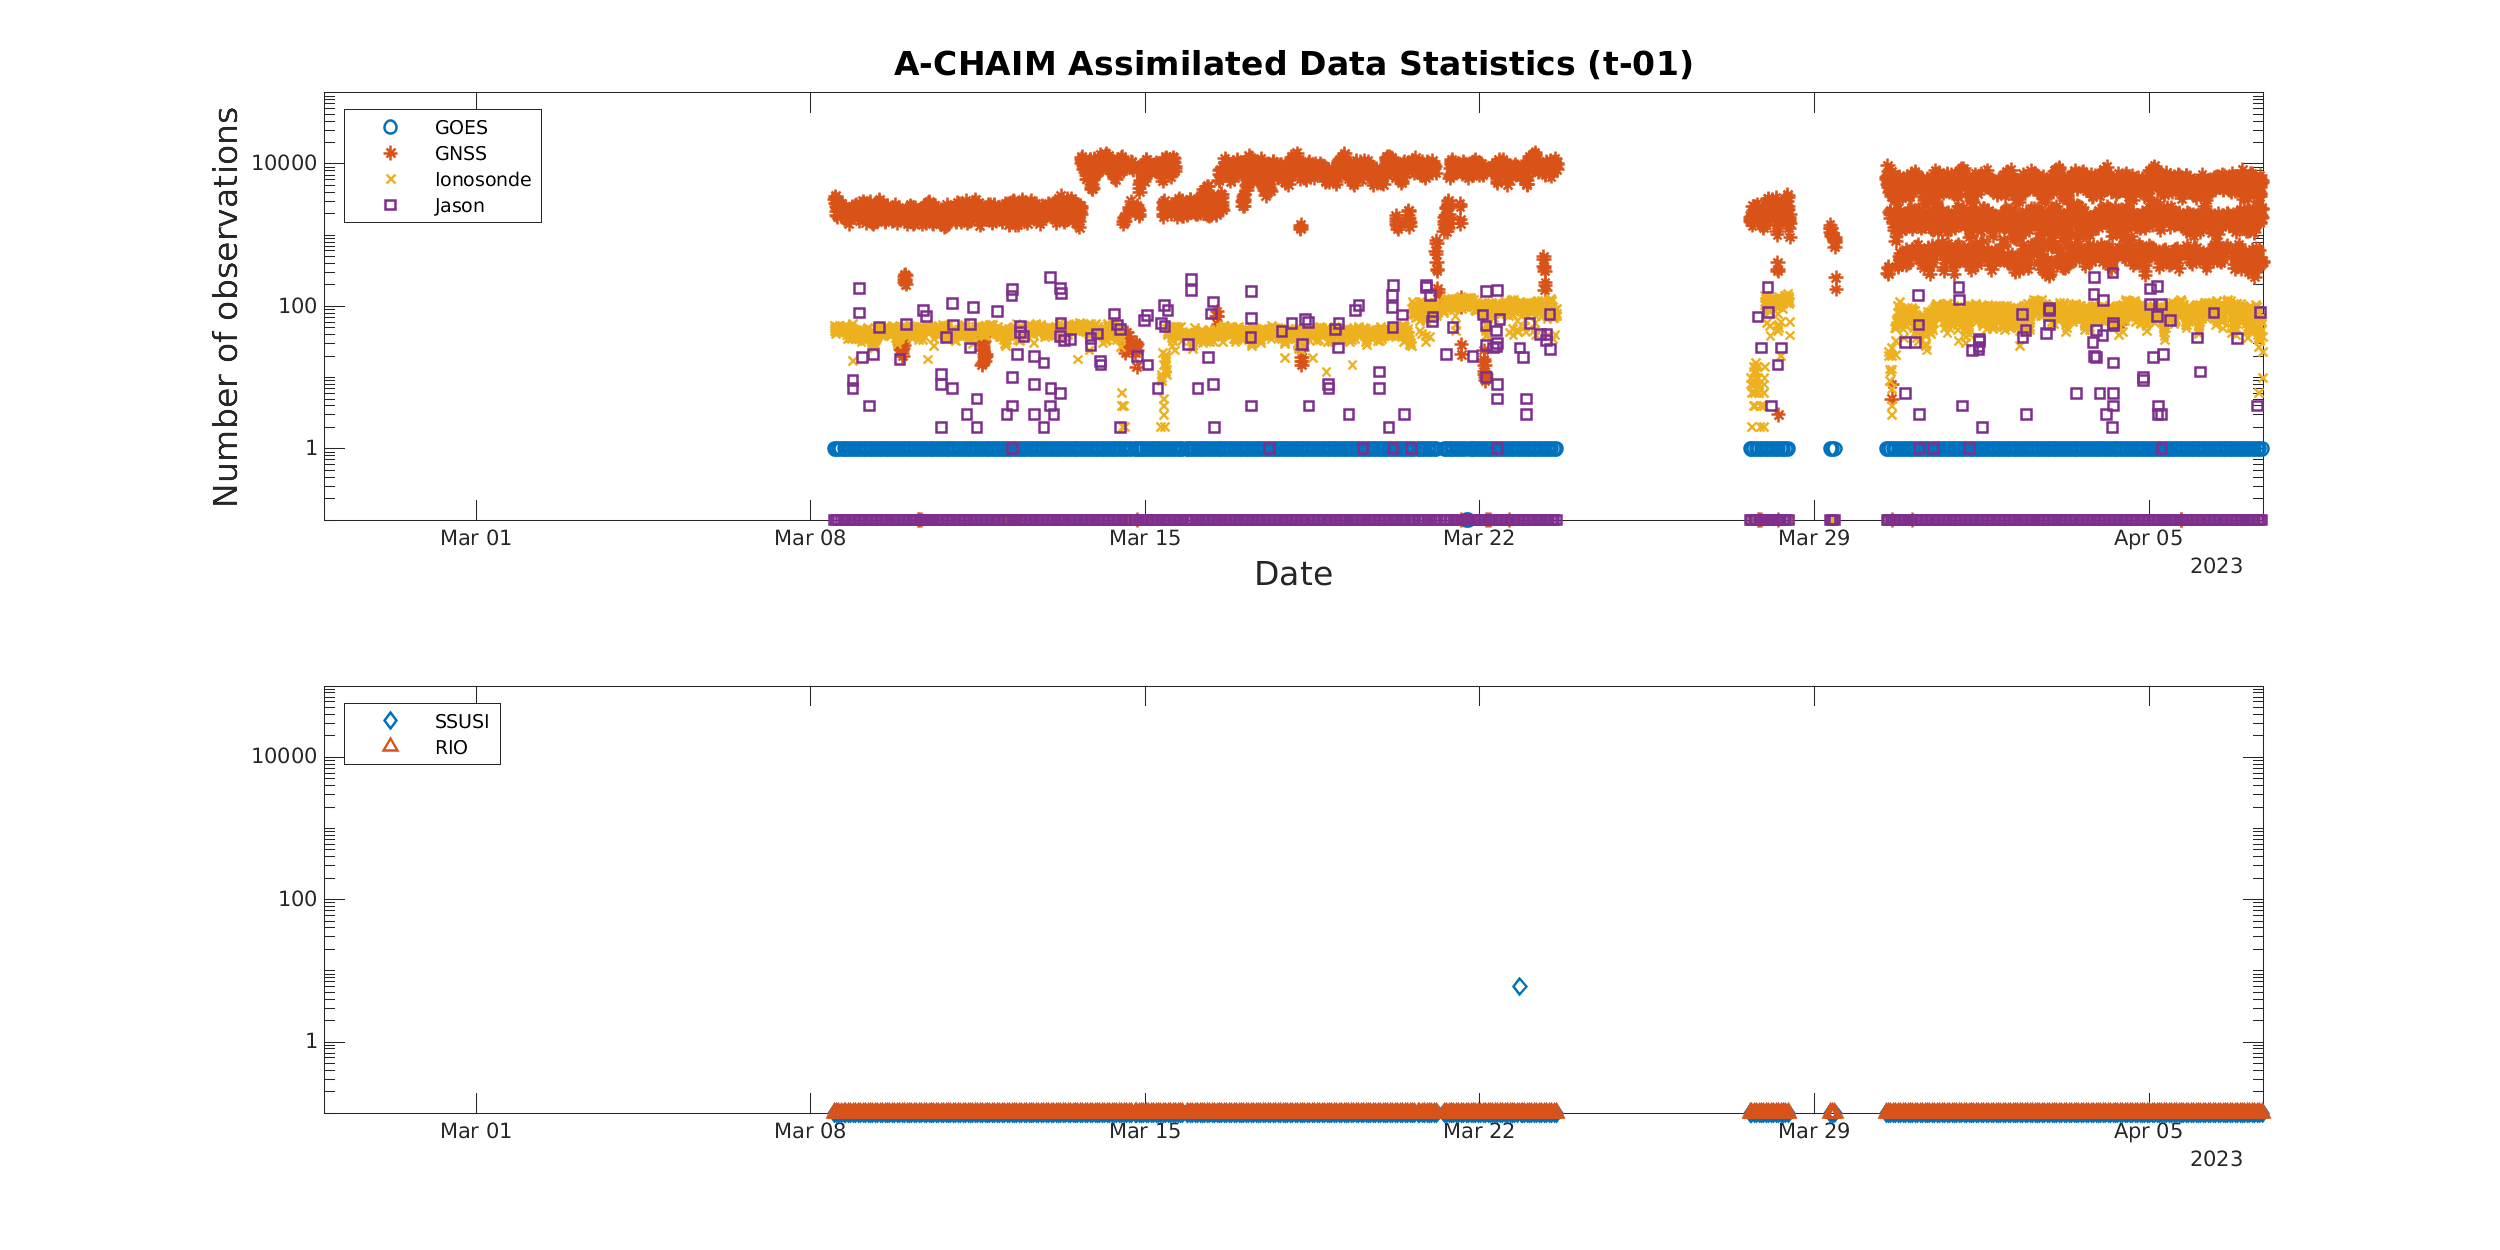 A-CHAIM Assimilated Data Statistics (t-01)
Number of observations
10000
100
1
GOES
GNSS
Ionosonde
Jason
Mar 01 Mar 08 Mar 15 Mar 22 Mar 29 Apr 05
2023
Date
10000
100
1
SSUSI
RIO
Mar 01 Mar 08 Mar 15 Mar 22 Mar 29 Apr 05
2023